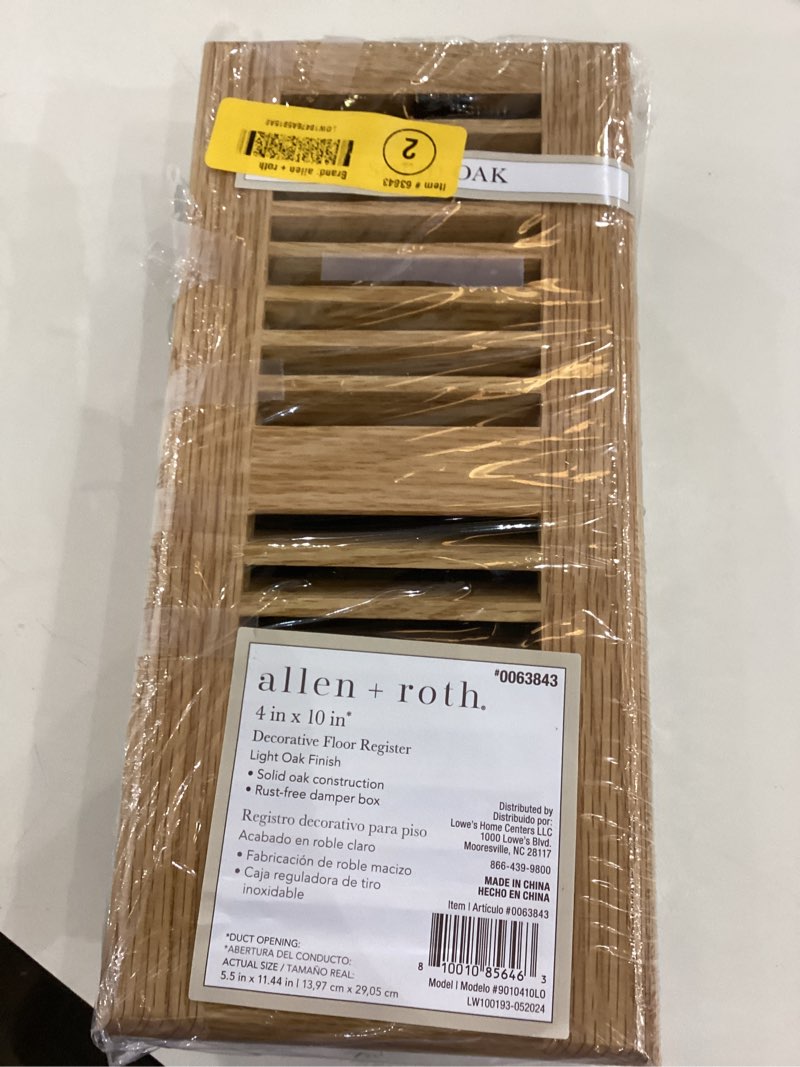 Item # 63843
Brand: allen + roth
2
LOW1847BA5915A2
OAK
allen + roth®
#0063843
4 in x 10 in*
Decorative Floor Register
Light Oak Finish
• Solid oak construction
• Rust-free damper box
Registro decorativo para piso
Acabado en roble claro
• Fabricación de roble macizo
• Caja reguladora de tiro
inoxidable
*DUCT OPENING:
*ABERTURA DEL CONDUCTO:
ACTUAL SIZE / TAMAÑO REAL:
5.5 in x 11.44 in | 13,97 cm x 29,05 cm
Distributed by
Distribuido por:
Lowe's Home Centers LLC
1000 Lowe's Blvd.
Mooresville, NC 28117
866-439-9800
MADE IN CHINA
HECHO EN CHINA
Item | Artículo #0063843
8 10010 85646 3
Model | Modelo #9010410LO
LW100193-052024